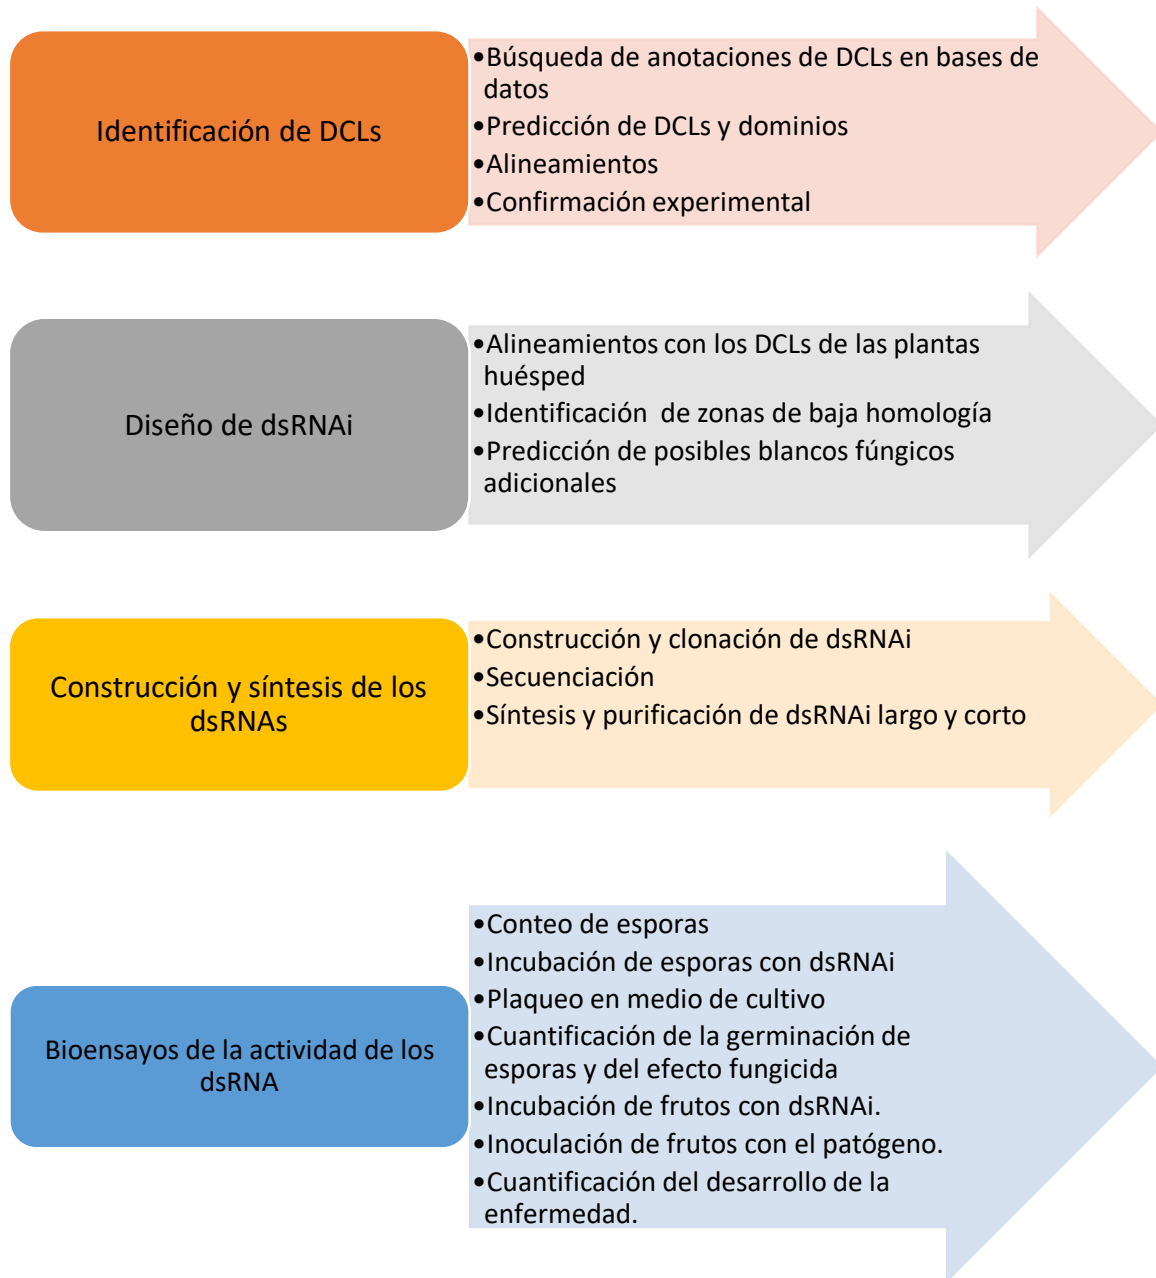 Identificación de DCLs
•Búsqueda de anotaciones de DCLs en bases de
datos
•Predicción de DCLs y dominios
•Alineamientos
•Confirmación experimental
Diseño de dsRNAi
•Alineamientos con los DCLs de las plantas
huésped
•Identificación de zonas de baja homología
•Predicción de posibles blancos fúngicos
adicionales
Construcción y síntesis de los
dsRNAs
•Construcción y clonación de dsRNAi
•Secuenciación
•Síntesis y purificación de dsRNAi largo y corto
Bioensayos de la actividad de los
dsRNA
•Conteo de esporas
•Incubación de esporas con dsRNAi
•Plaqueo en medio de cultivo
•Cuantificación de la germinación de
esporas y del efecto fungicida
•Incubación de frutos con dsRNAi.
•Inoculación de frutos con el patógeno.
•Cuantificación del desarrollo de la
enfermedad.